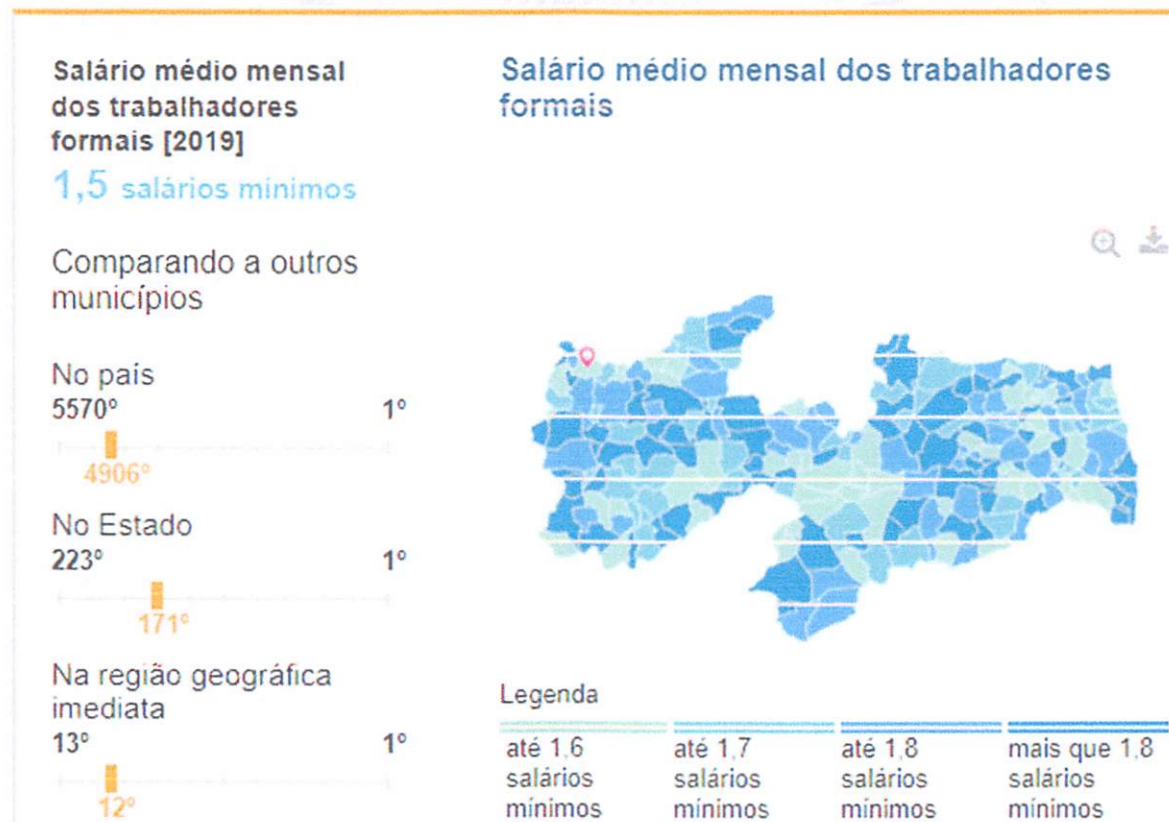 Salário médio mensal
dos trabalhadores
formais [2019]
1,5 salários mínimos
Comparando a outros
municípios
No país
5570º 1º
4906º
No Estado
223º 1º
171º
Na região geográfica
imediata
13º 1º
12º
Salário médio mensal dos trabalhadores
formais
Legenda
até 1,6
salários
mínimos
até 1,7
salários
mínimos
até 1,8
salários
mínimos
mais que 1,8
salários
mínimos